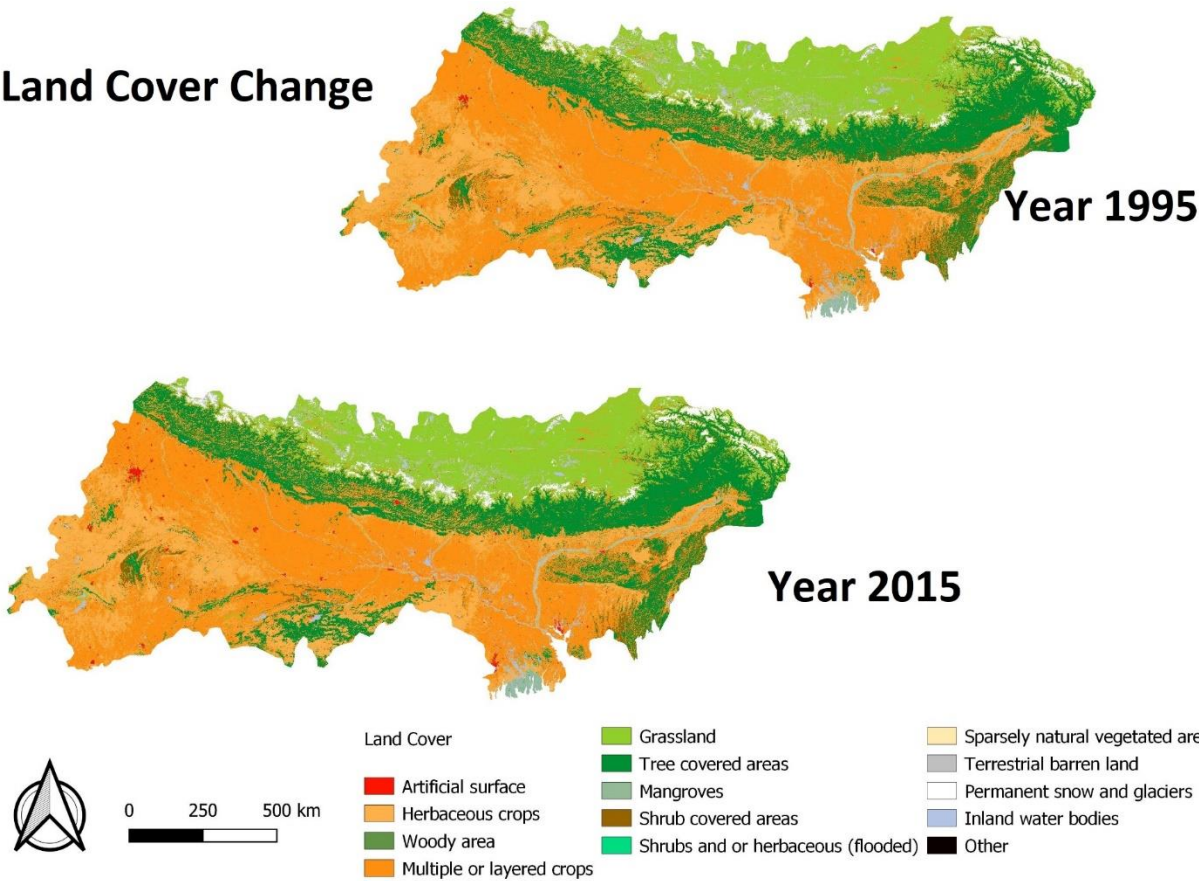 Land Cover Change
Year 1995
Year 2015
Land Cover
Artificial surface
Herbaceous crops
Woody area
Multiple or layered crops
Grassland
Tree covered areas
Mangroves
Shrub covered areas
Shrubs and or herbaceous (flooded)
Sparsely natural vegetated are
Terrestrial barren land
Permanent snow and glaciers
Inland water bodies
Other
0 250 500 km